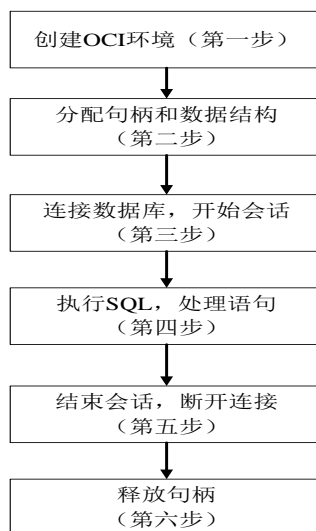 创建OCI环境（第一步）
分配句柄和数据结构
（第二步）
连接数据库，开始会话
（第三步）
执行SQL，处理语句
（第四步）
结束会话，断开连接
（第五步）
释放句柄
（第六步）